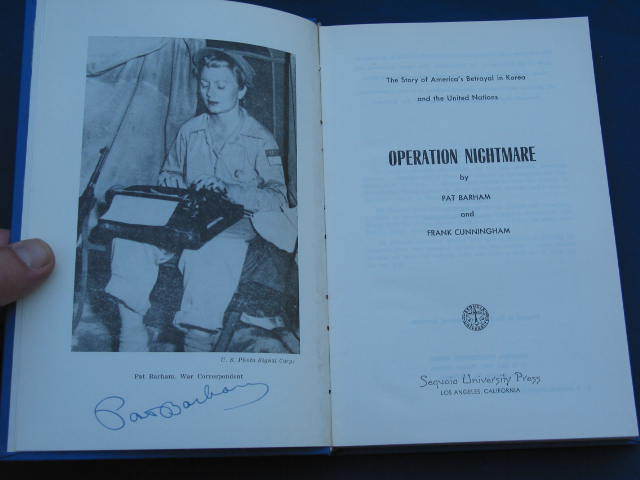 U. S. Photo Signal Corps
Pat Barham, War Correspondent
Pat Barham
The Story of America's Betrayal in Korea
and the United Nations
OPERATION NIGHTMARE
by
PAT BARHAM
and
FRANK CUNNINGHAM
Sequoia University Press
LOS ANGELES, CALIFORNIA